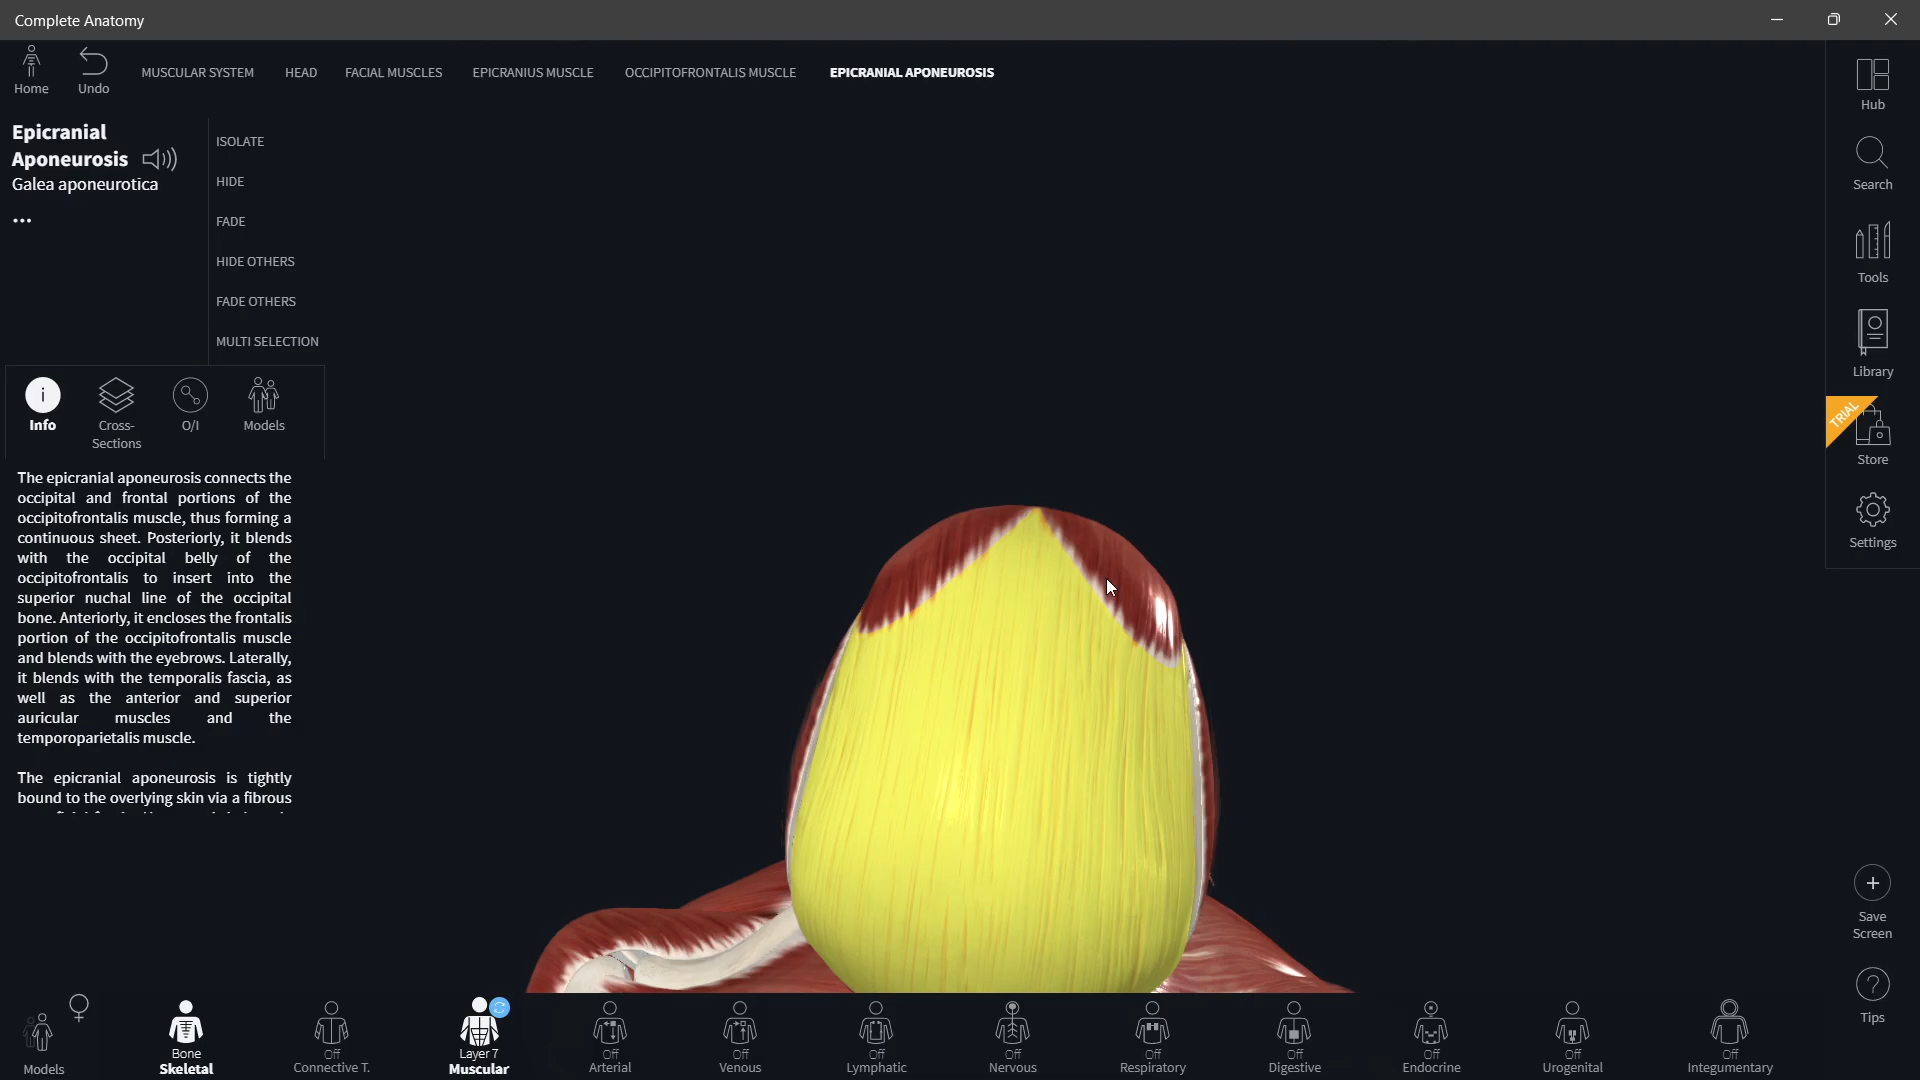 Complete Anatomy
Home
Undo
MUSCULAR SYSTEM
HEAD
FACIAL MUSCLES
EPICRANIUS MUSCLE
OCCIPITOFRONTALIS MUSCLE
EPICRANIAL APONEUROSIS
Epicranial
Aponeurosis
Galea aponeurotica
...
ISOLATE
HIDE
FADE
HIDE OTHERS
FADE OTHERS
MULTI SELECTION
Info
Cross-
Sections
O/I
Models
The epicranial aponeurosis connects the
occipital and frontal portions of the
occipitofrontalis muscle, thus forming a
continuous sheet. Posteriorly, it blends
with the occipital belly of the
occipitofrontalis to insert into the
superior nuchal line of the occipital
bone. Anteriorly, it encloses the frontalis
portion of the occipitofrontalis muscle
and blends with the eyebrows. Laterally,
it blends with the temporalis fascia, as
well as the anterior and superior
auricular muscles and the
temporoparietalis muscle.
The epicranial aponeurosis is tightly
bound to the overlying skin via a fibrous
Hub
Search
Tools
Library
TRIAL
Store
Settings
Save
Screen
Tips
Models
Bone
Skeletal
Off
Connective T.
Layer 7
Muscular
Off
Arterial
Off
Venous
Off
Lymphatic
Off
Nervous
Off
Respiratory
Off
Digestive
Off
Endocrine
Off
Urogenital
Off
Integumentary